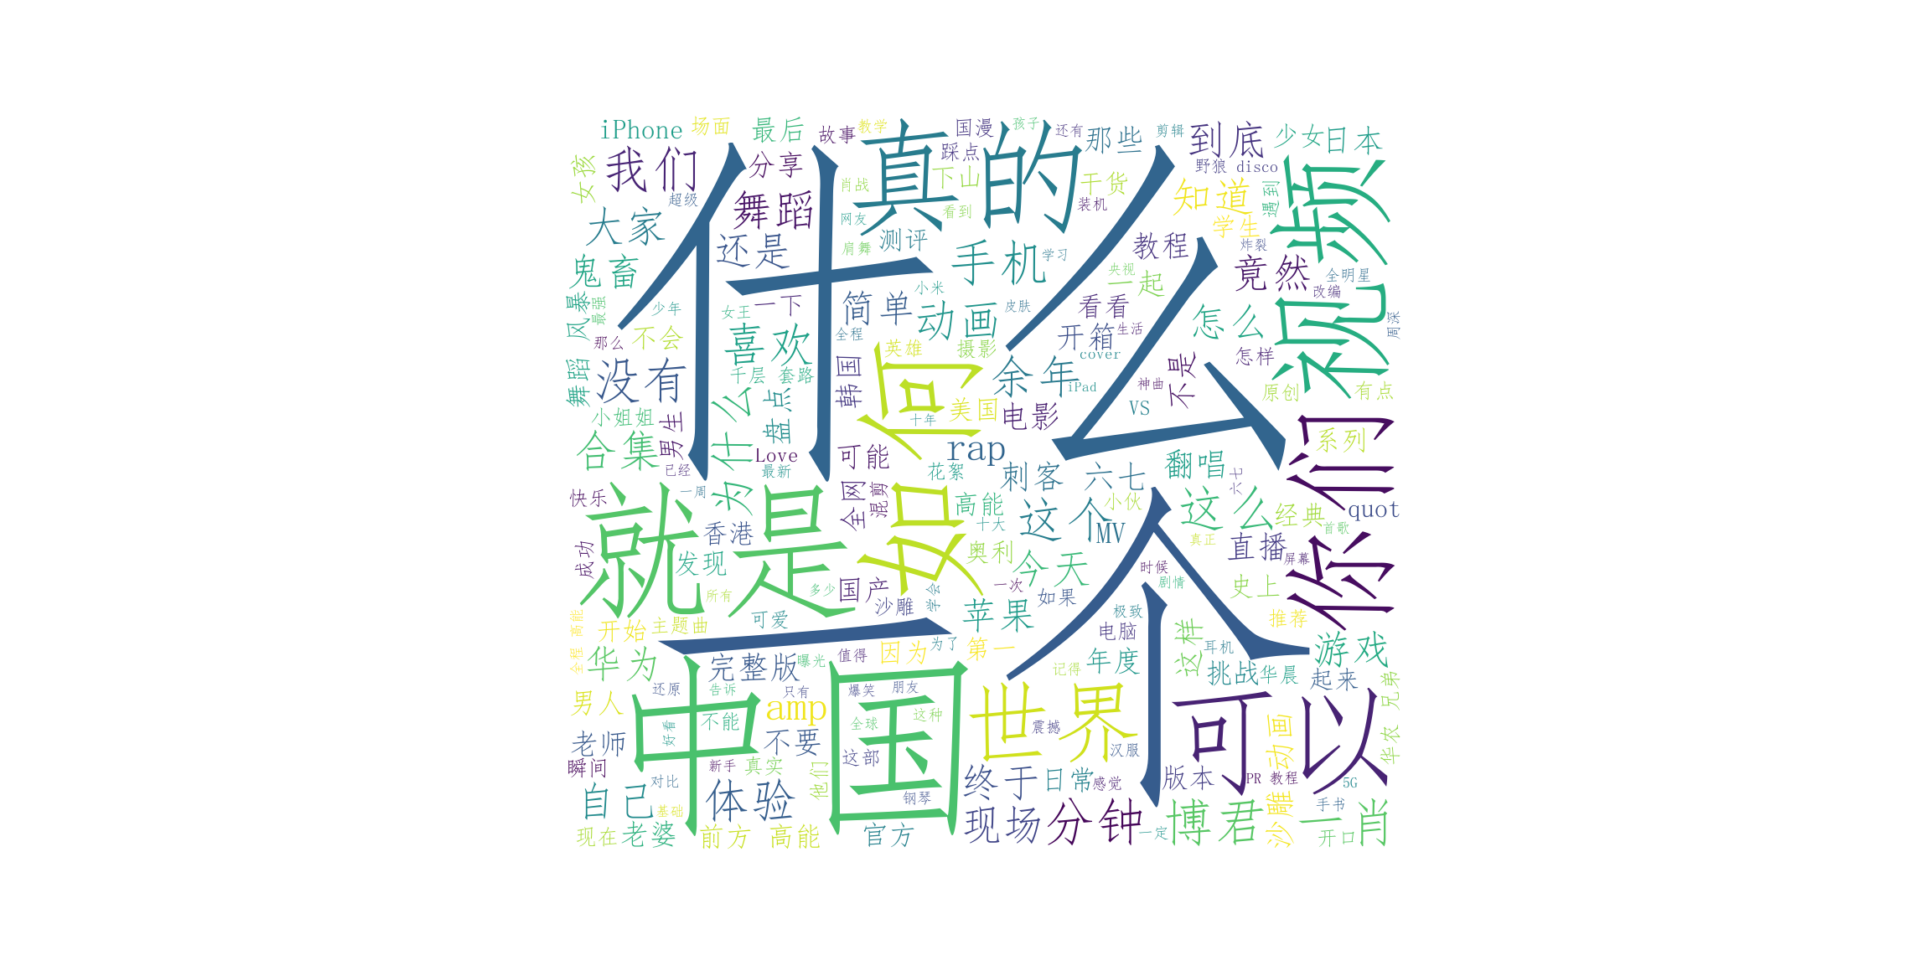 iPhone
场面
最后
故事
教学
真的
国漫
孩子
还有
那些
剪辑
到底
少女
日本
女孩
我们
分享
踩点
野狼 disco
超级
肖战
下山
干货
知道
遇到
视频
大家
舞蹈
网友
看到
装机
学生
什么
还是
肩舞
测评
手机
学习
教程
炸裂
鬼畜
央视
一起
竟然
全明星
风暴
最强
少年
女王
一下
简单
小米
动画
皮肤
看看
生活
怎么
改编
周深
那么
不会
喜欢
全程
英雄
摄影
开箱
cover
怎样
舞蹈
没有
千层 套路
韩国
如何
余年
iPad
神曲
不是
原创
有点
小姐姐
男生
为什么
盘点
十年
美国
电影
VS
你们
系列
合集
已经
Love
最新
可能
rap
花絮
刺客
六七
翻唱
六七
快乐
一周
全网
混剪
高能
这个
小伙
这么
经典
quot
成功
就是
香港
十大
MV
真正
首歌
发现
奥利
今天
时候
直播
屏幕
所有
多少
国产
沙雕
学会
一次
如果
剧情
史上
全程 高能
开始
主题曲
可爱
苹果
极致
一个
推荐
华为
完整版
曝光
值得
因为
为了
第一
电脑
年度
这样
耳机
游戏
记得
挑战
华晨
起来
男人
还原
告诉
只有
爆笑
朋友
中国
amp
全球
这种
世界
震撼
可以
兄弟
老师
好看
不能
不要
这部
汉服
沙雕 动画
华农
瞬间
新手
真实
他们
终于
日常
感觉
版本
PR 教程
5G
自己
对比
基础
体验
钢琴
现场
分钟
博君
一肖
手书
现在
老婆
前方 高能
官方
一定
开口